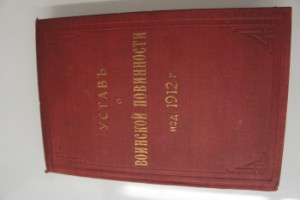 УСТАВЪ
о
ВОИНСКОЙ ПОВИННОСТИ
изд. 1912 г.